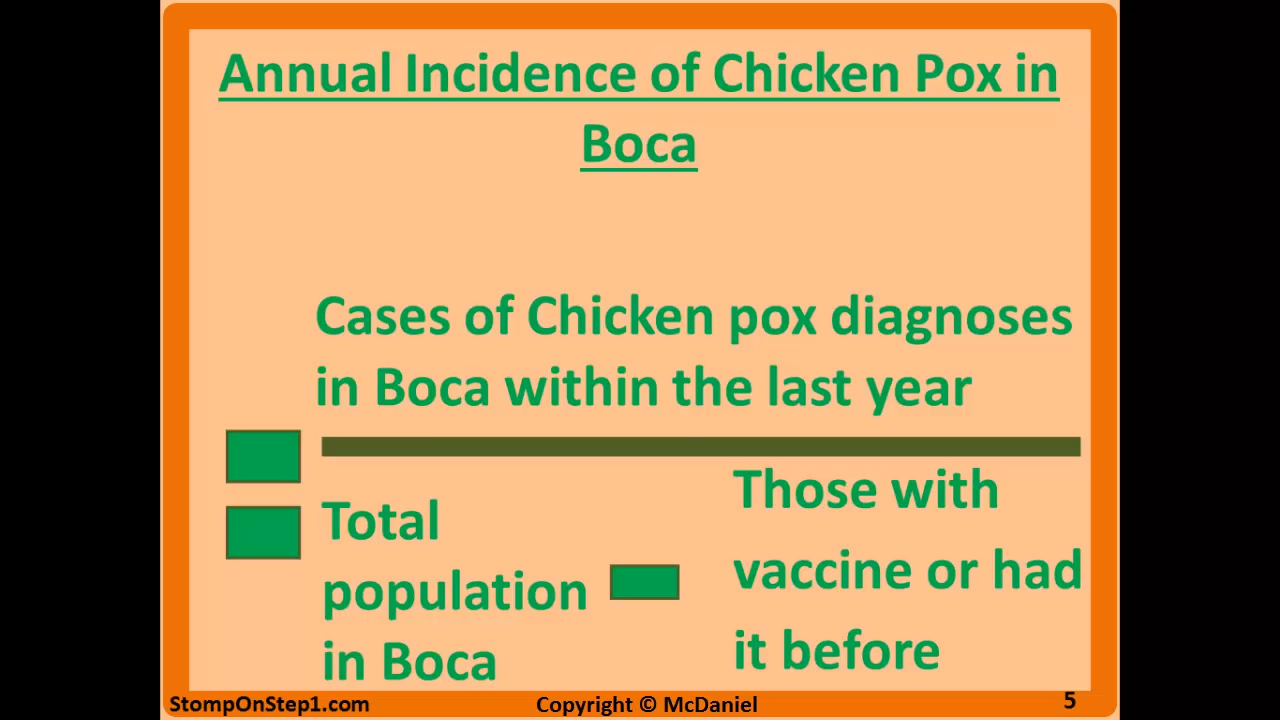 Annual Incidence of Chicken Pox in
Boca
Cases of Chicken pox diagnoses
in Boca within the last year
Total
population
in Boca
Those with
vaccine or had
it before
StompOnStep1.com
Copyright © McDaniel
5